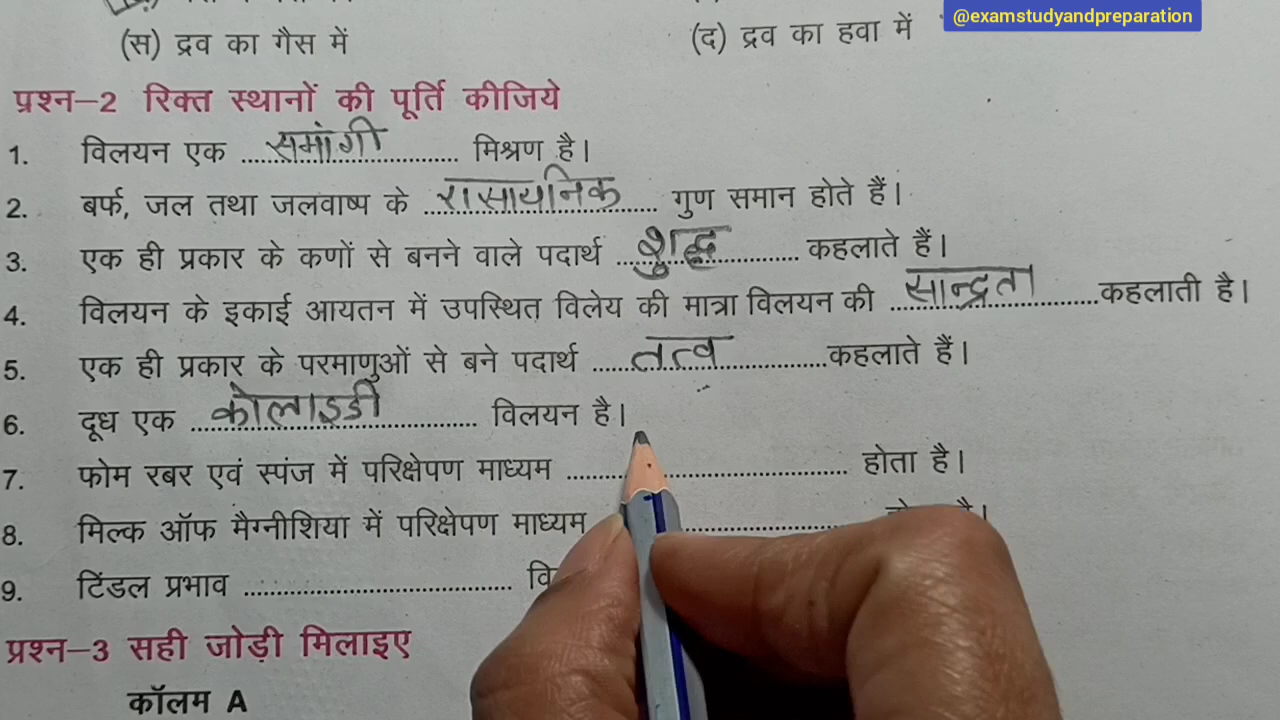 @examstudyandpreparation
(स) द्रव का गैस में (द) द्रव का हवा में
प्रश्न–2 रिक्त स्थानों की पूर्ति कीजिये
1. विलयन एक ....समांगी.... मिश्रण है।
2. बर्फ, जल तथा जलवाष्प के ....रासायनिक.... गुण समान होते हैं।
3. एक ही प्रकार के कणों से बनने वाले पदार्थ ....शुद्ध.... कहलाते हैं।
4. विलयन के इकाई आयतन में उपस्थित विलेय की मात्रा विलयन की ....सान्द्रता.... कहलाती है।
5. एक ही प्रकार के परमाणुओं से बने पदार्थ ....तत्व.... कहलाते हैं।
6. दूध एक ....कोलाइडी.... विलयन है।
7. फोम रबर एवं स्पंज में परिक्षेपण माध्यम .............................. होता है।
8. मिल्क ऑफ मैग्नीशिया में परिक्षेपण माध्यम ....................
9. टिंडल प्रभाव ..............................
प्रश्न–3 सही जोड़ी मिलाइए
कॉलम A